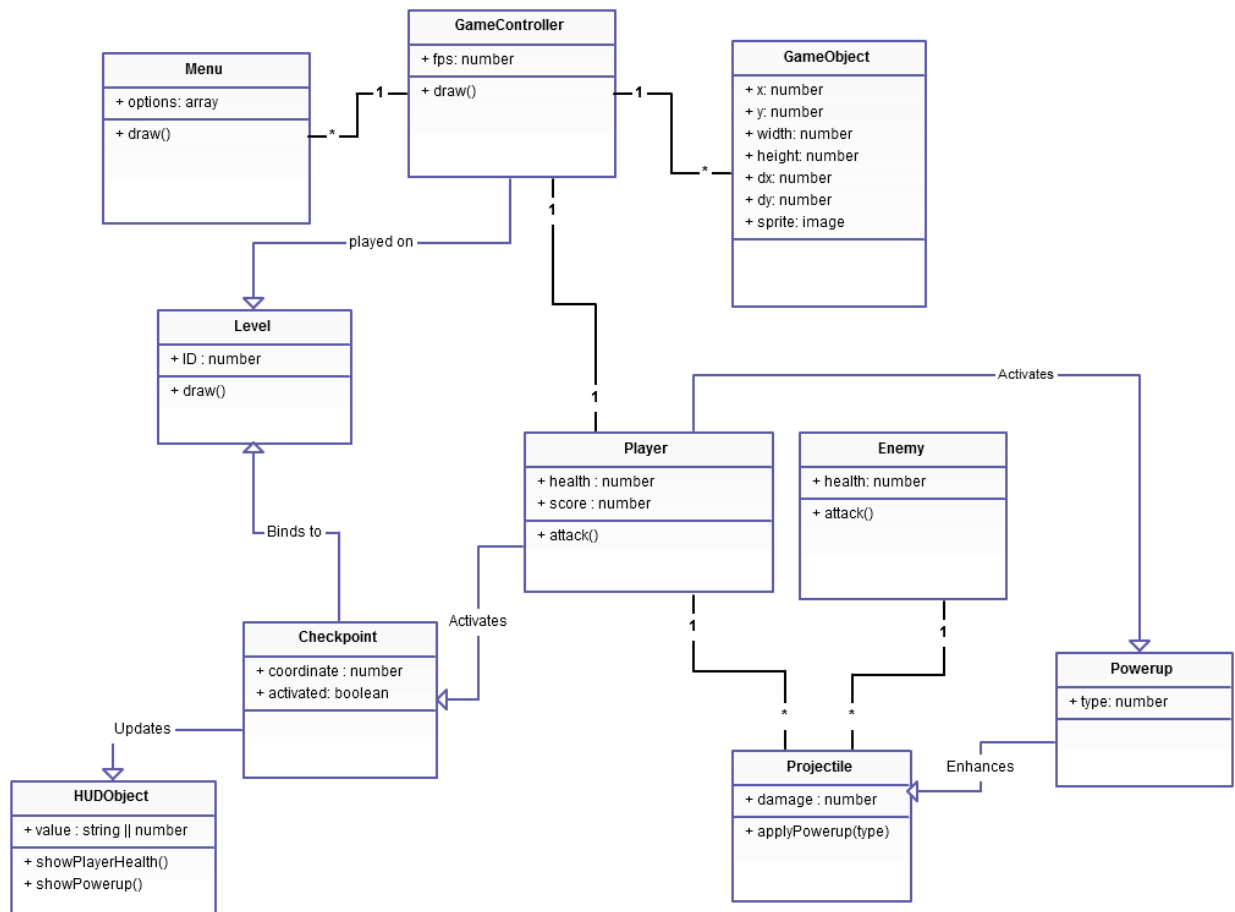 GameController
+ fps: number
+ draw()
Menu
+ options: array
+ draw()
1
*
GameObject
+ x: number
+ y: number
+ width: number
+ height: number
+ dx: number
+ dy: number
+ sprite: image
1
*
1
1
played on
Level
+ ID : number
+ draw()
Activates
Player
+ health : number
+ score : number
+ attack()
Enemy
+ health: number
+ attack()
Binds to
Activates
1
1
*
*
Checkpoint
+ coordinate : number
+ activated: boolean
Powerup
+ type: number
Updates
Enhances
Projectile
+ damage : number
+ applyPowerup(type)
HUDObject
+ value : string || number
+ showPlayerHealth()
+ showPowerup()